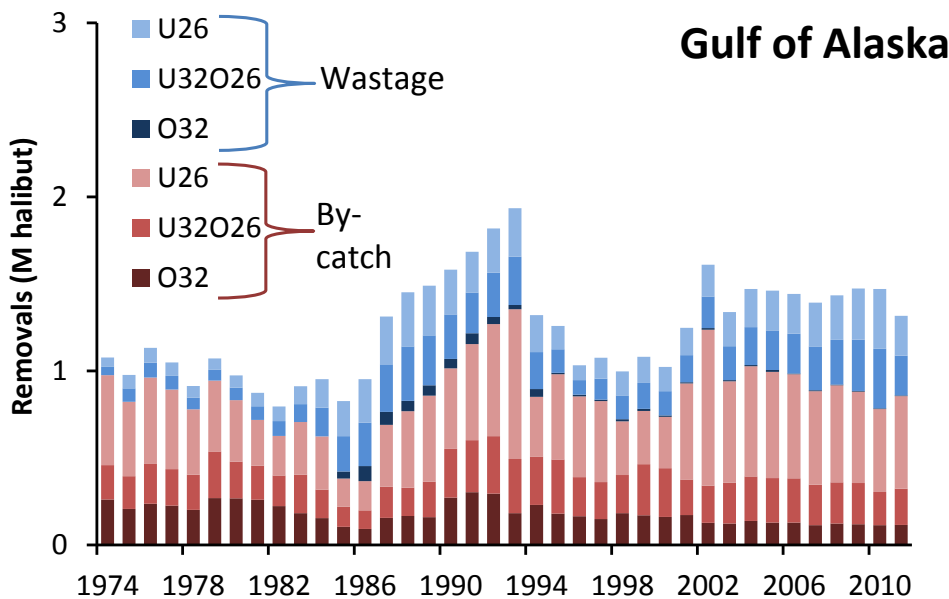 Gulf of Alaska
Removals (M halibut)
3
2
1
0
U26
U32O26
O32
Wastage
U26
U32O26
O32
By-
catch
1974 1978 1982 1986 1990 1994 1998 2002 2006 2010